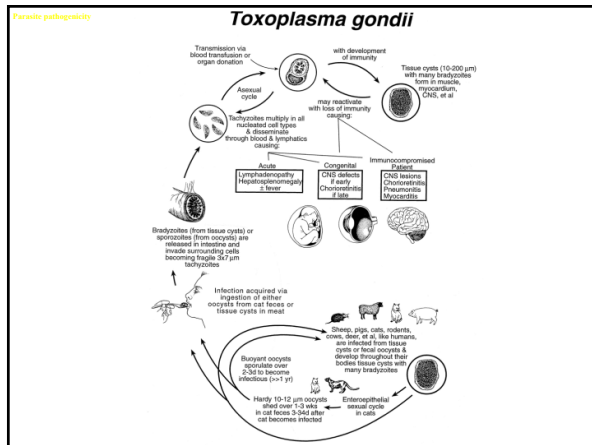 Parasite pathogenicity
Toxoplasma gondii
Transmission via
blood transfusion or
organ donation
with development
of immunity
Tissue cysts (10-200 µm)
with many bradyzoites
form in muscle,
myocardium,
CNS, et al
Asexual
cycle
Tachyzoites multiply in all
nucleated cell types
& disseminate
through blood & lymphatics
causing:
may reactivate
with loss of immunity
causing:
Acute
Lymphadenopathy
Hepatosplenomegaly
± fever
Congenital
CNS defects
if early
Chorioretinitis
if late
Immunocompromised
Patient
CNS lesions
Chorioretinitis
Pneumonitis
Myocarditis
Bradyzoites (from tissue cysts) or
sporozoites (from oocysts) are
released in intestine and
invade surrounding cells
becoming fragile 3x7 µm
tachyzoites
Infection acquired via
ingestion of either
oocysts from cat feces or
tissue cysts in meat
Sheep, pigs, cats, rodents,
cows, deer, et al, like humans,
are infected from tissue
cysts or fecal oocysts &
develop throughout their
bodies tissue cysts with
many bradyzoites
Buoyant oocysts
sporulate over
2-3d to become
infectious (>>1 yr)
Hardy 10-12 µm oocysts
shed over 1-3 wks
in cat feces 3-34d after
cat becomes infected
Enteroepithelial
sexual cycle
in cats